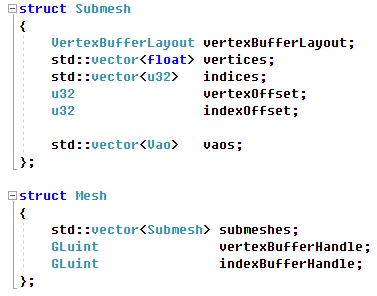 struct Submesh
{
    VertexBufferLayout vertexBufferLayout;
    std::vector<float> vertices;
    std::vector<u32>   indices;
    u32                vertexOffset;
    u32                indexOffset;

    std::vector<Vao>   vaos;
};

struct Mesh
{
    std::vector<Submesh> submeshes;
    GLuint               vertexBufferHandle;
    GLuint               indexBufferHandle;
};